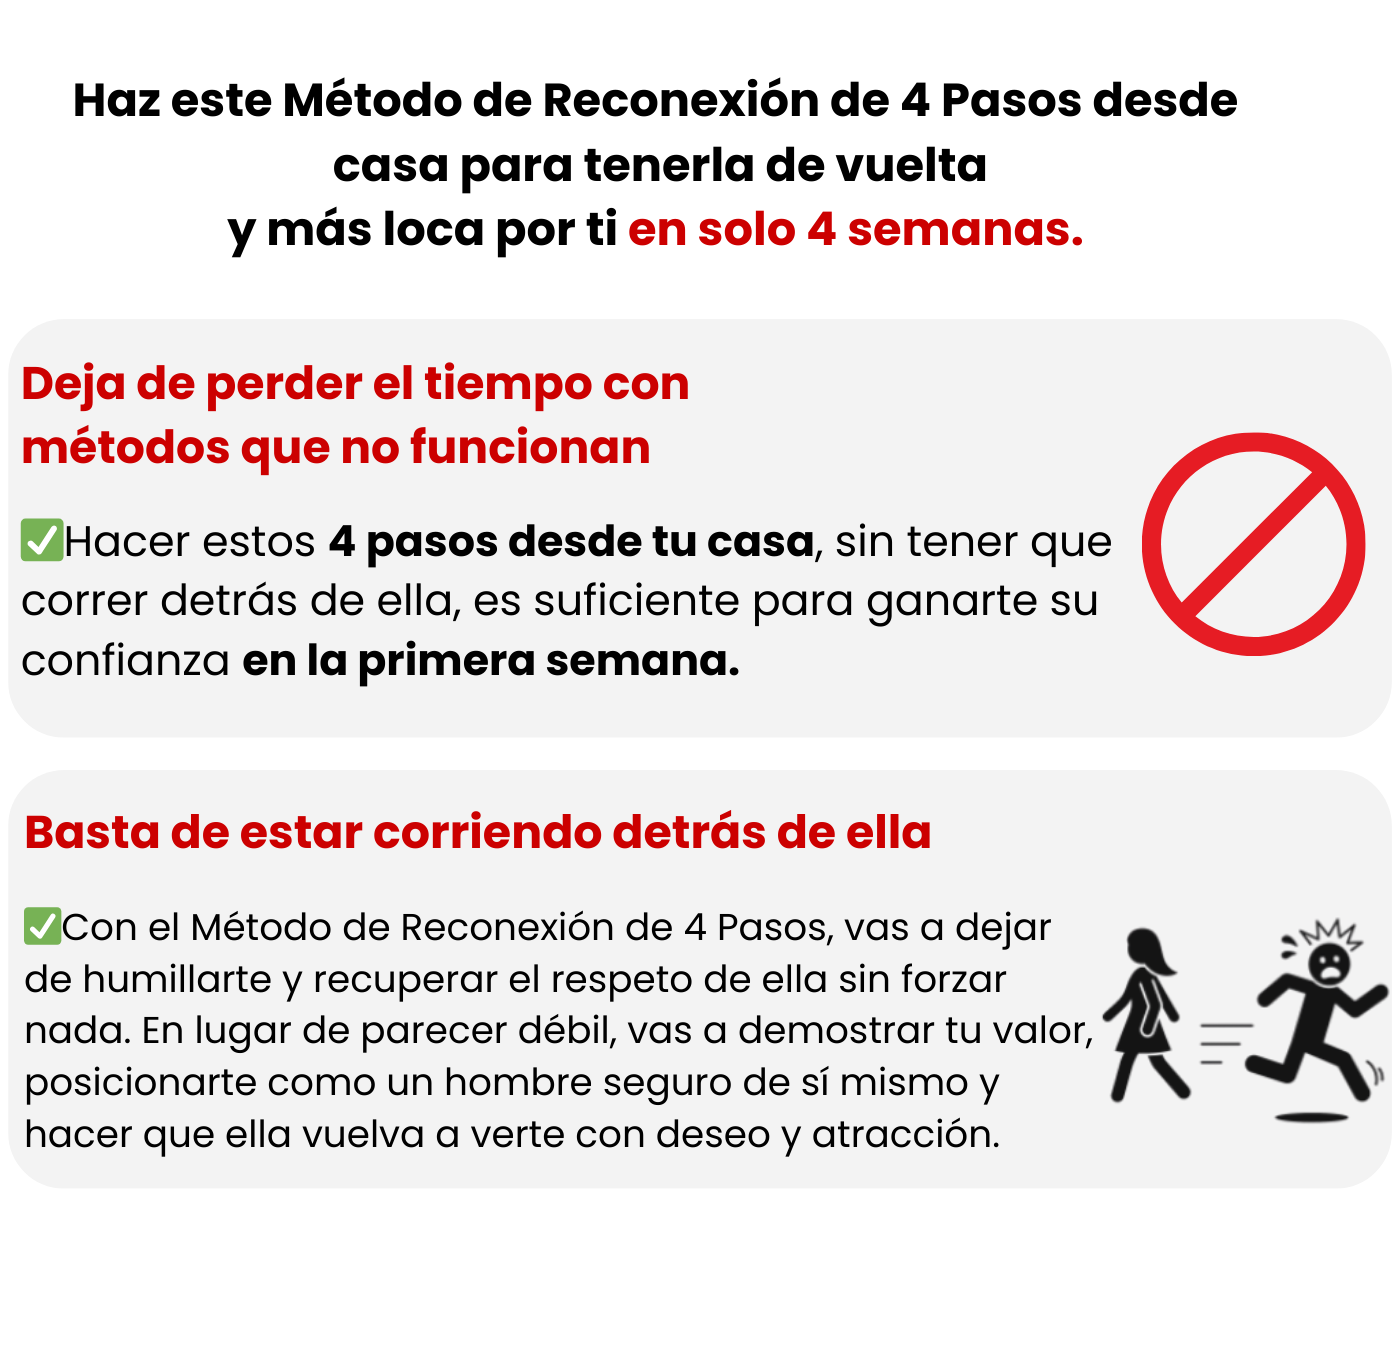 Haz este Método de Reconexión de 4 Pasos desde
casa para tenerla de vuelta
y más loca por ti en solo 4 semanas.
Deja de perder el tiempo con
métodos que no funcionan
✅Hacer estos 4 pasos desde tu casa, sin tener que
correr detrás de ella, es suficiente para ganarte su
confianza en la primera semana.
Basta de estar corriendo detrás de ella
✅Con el Método de Reconexión de 4 Pasos, vas a dejar
de humillarte y recuperar el respeto de ella sin forzar
nada. En lugar de parecer débil, vas a demostrar tu valor,
posicionarte como un hombre seguro de sí mismo y
hacer que ella vuelva a verte con deseo y atracción.